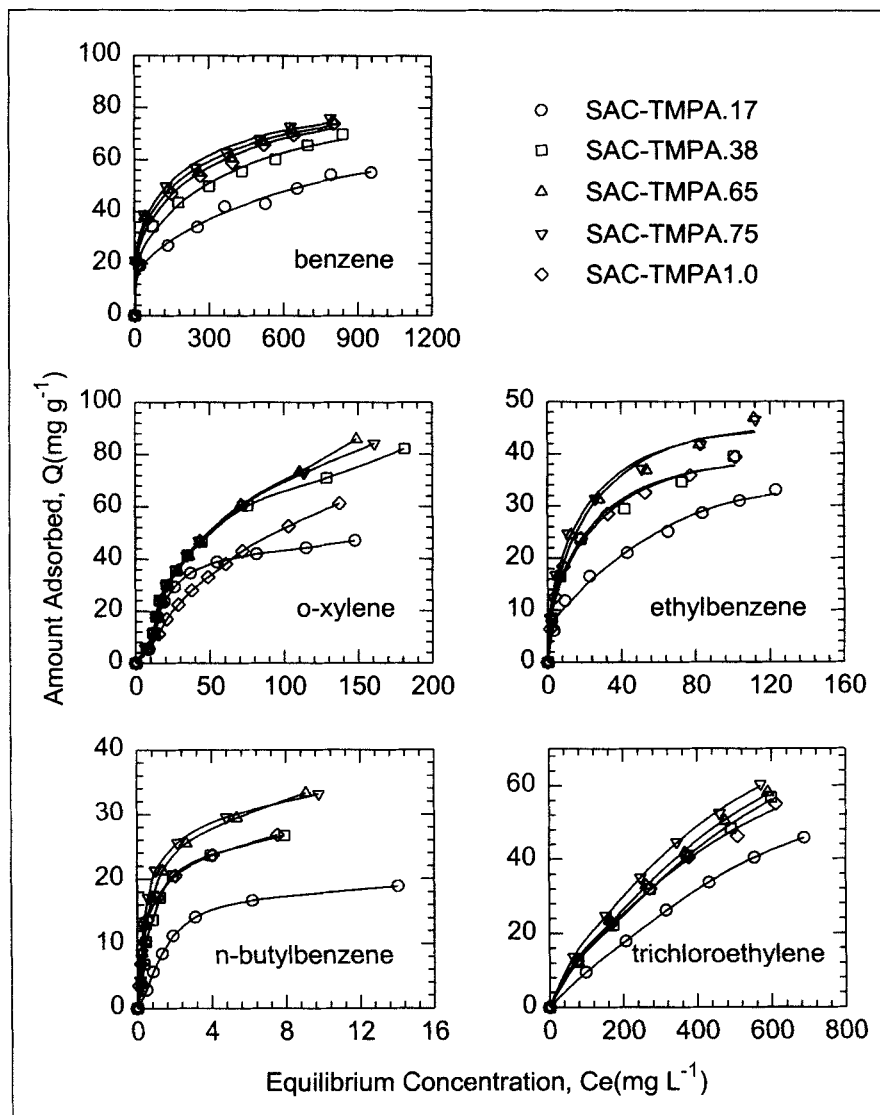 100
80
60
40
20
0
benzene
0 300 600 900 1200
SAC-TMPA.17
SAC-TMPA.38
SAC-TMPA.65
SAC-TMPA.75
SAC-TMPA1.0
Amount Adsorbed, Q(mg g⁻¹)
100
80
60
40
20
0
o-xylene
0 50 100 150 200
50
40
30
20
10
0
ethylbenzene
0 40 80 120 160
40
30
20
10
0
n-butylbenzene
0 4 8 12 16
60
40
20
0
trichloroethylene
0 200 400 600 800
Equilibrium Concentration, Ce(mg L⁻¹)